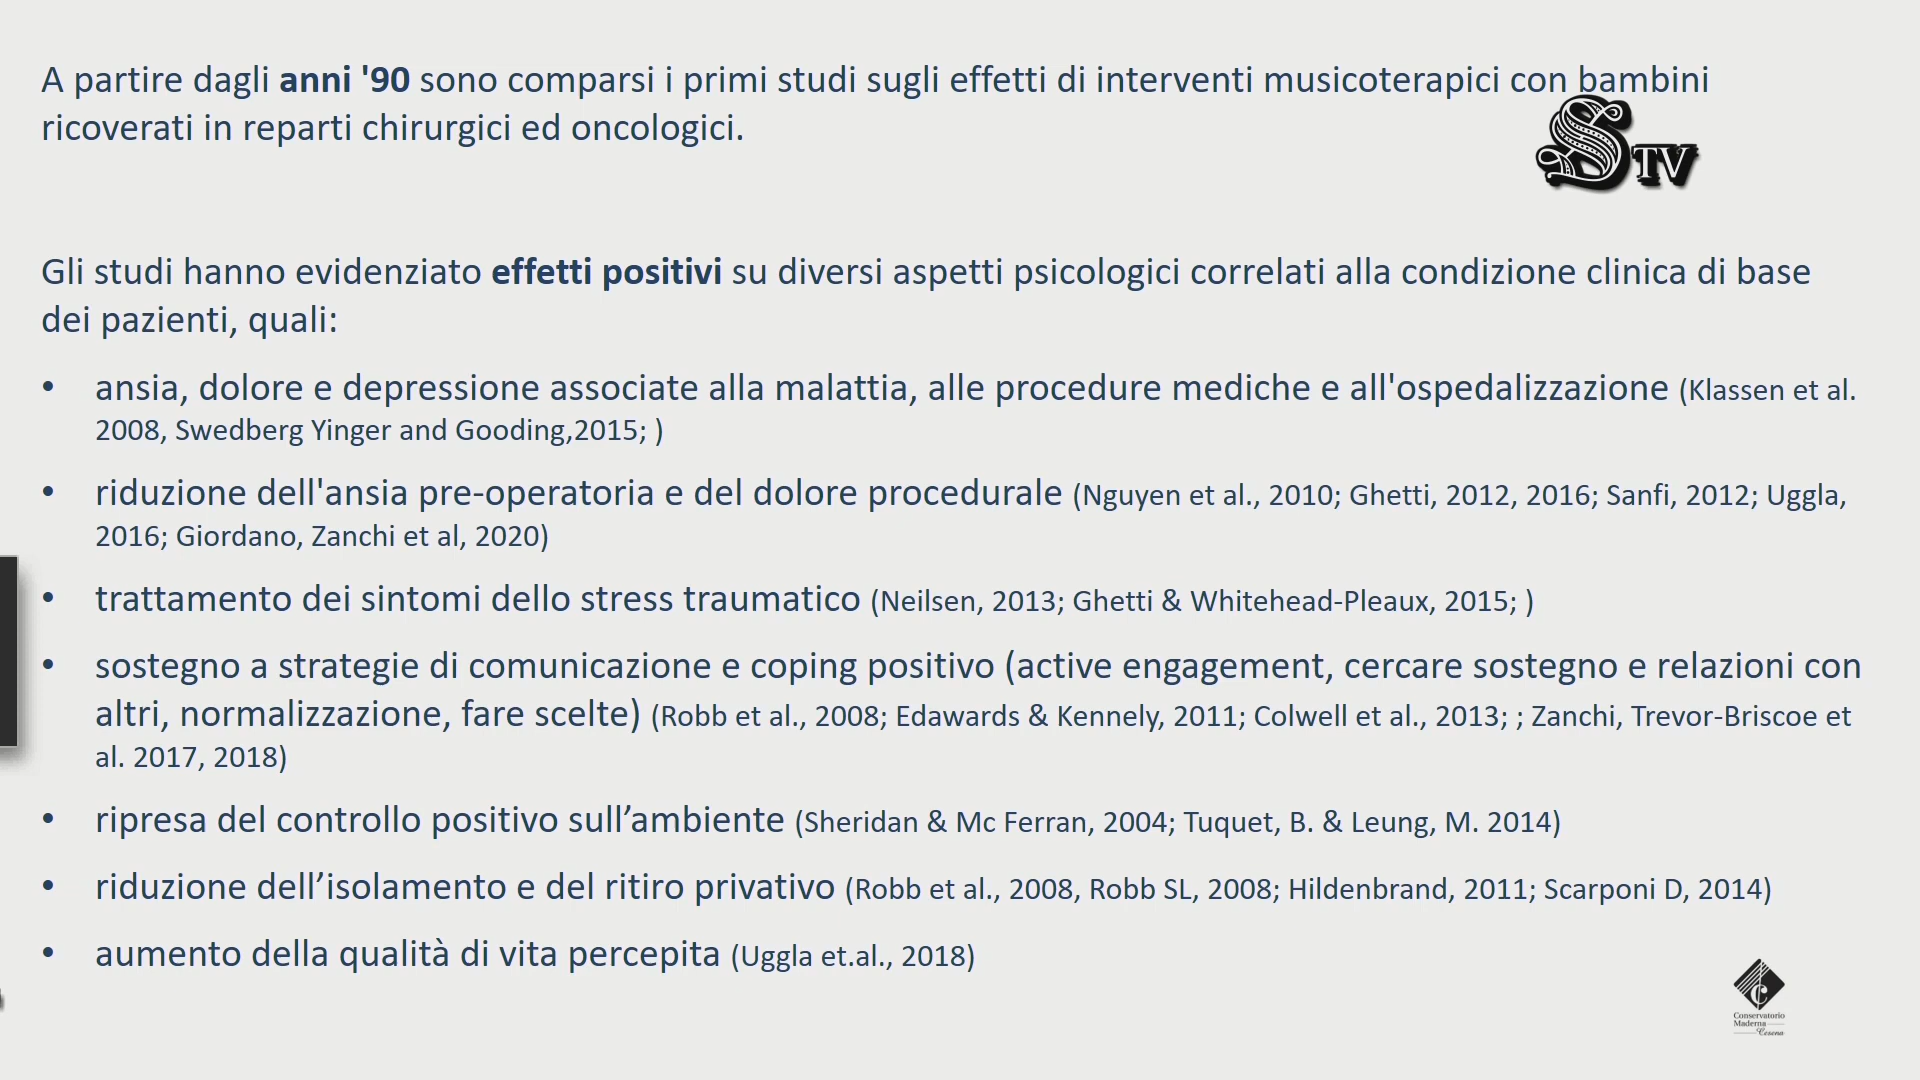 A partire dagli anni '90 sono comparsi i primi studi sugli effetti di interventi musicoterapici con bambini
ricoverati in reparti chirurgici ed oncologici.
STV
Gli studi hanno evidenziato effetti positivi su diversi aspetti psicologici correlati alla condizione clinica di base
dei pazienti, quali:
• ansia, dolore e depressione associate alla malattia, alle procedure mediche e all'ospedalizzazione (Klassen et al.
2008, Swedberg Yinger and Gooding,2015; )
• riduzione dell'ansia pre-operatoria e del dolore procedurale (Nguyen et al., 2010; Ghetti, 2012, 2016; Sanfi, 2012; Uggla,
2016; Giordano, Zanchi et al, 2020)
• trattamento dei sintomi dello stress traumatico (Neilsen, 2013; Ghetti & Whitehead-Pleaux, 2015; )
• sostegno a strategie di comunicazione e coping positivo (active engagement, cercare sostegno e relazioni con
altri, normalizzazione, fare scelte) (Robb et al., 2008; Edawards & Kennely, 2011; Colwell et al., 2013; ; Zanchi, Trevor-Briscoe et
al. 2017, 2018)
• ripresa del controllo positivo sull’ambiente (Sheridan & Mc Ferran, 2004; Tuquet, B. & Leung, M. 2014)
• riduzione dell’isolamento e del ritiro privativo (Robb et al., 2008, Robb SL, 2008; Hildenbrand, 2011; Scarponi D, 2014)
• aumento della qualità di vita percepita (Uggla et.al., 2018)
Conservatorio
Maderna
Cesena